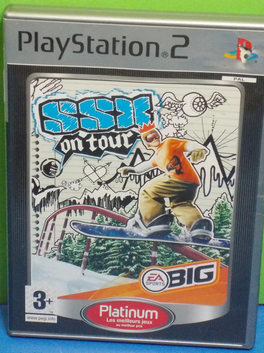 PlayStation®2
PAL
SSX
on tour
4
EA
SPORTS
BIG
3+
www.pegi.info
Platinum
Les meilleurs jeux
au meilleur prix